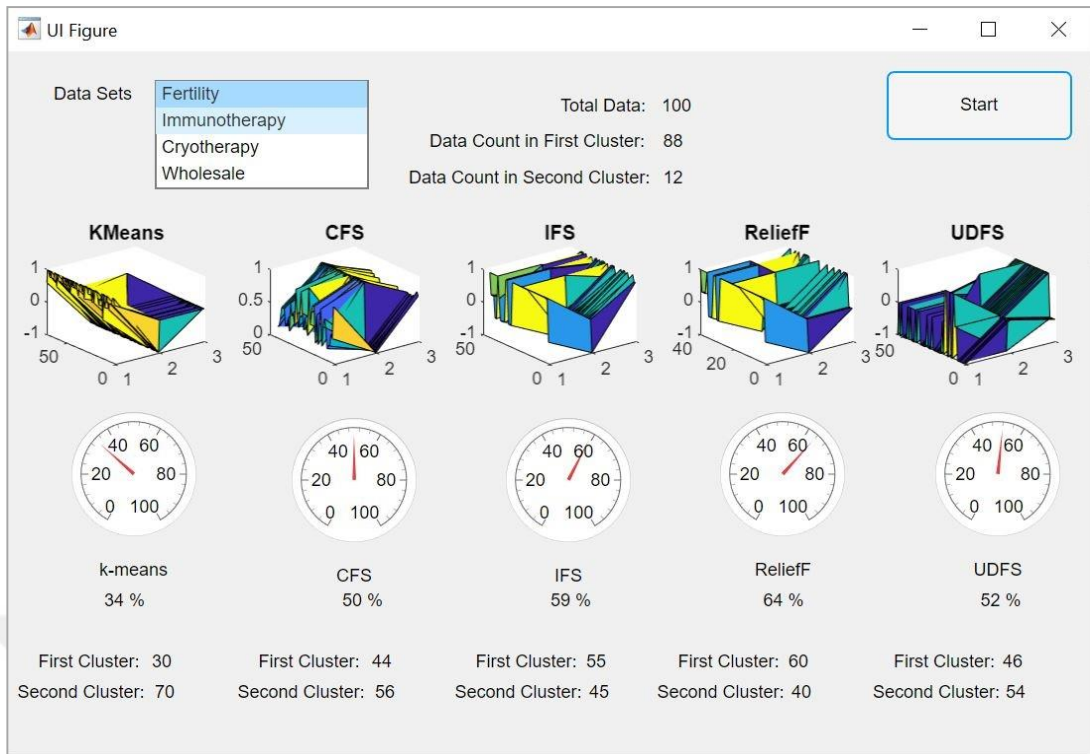 UI Figure
Data Sets
Fertility
Immunotherapy
Cryotherapy
Wholesale
Total Data: 100
Data Count in First Cluster: 88
Data Count in Second Cluster: 12
Start
KMeans
1
0
-1
50
0 1 2 3
CFS
1
0.5
0
50
0 1 2 3
IFS
1
0
-1
50
0 1 2 3
ReliefF
1
0
-1
40
20
0 1 2 3
UDFS
1
0
-1
50
0 1 2 3
0 20 40 60 80 100
0 20 40 60 80 100
0 20 40 60 80 100
0 20 40 60 80 100
0 20 40 60 80 100
k-means
34 %
CFS
50 %
IFS
59 %
ReliefF
64 %
UDFS
52 %
First Cluster: 30
Second Cluster: 70
First Cluster: 44
Second Cluster: 56
First Cluster: 55
Second Cluster: 45
First Cluster: 60
Second Cluster: 40
First Cluster: 46
Second Cluster: 54